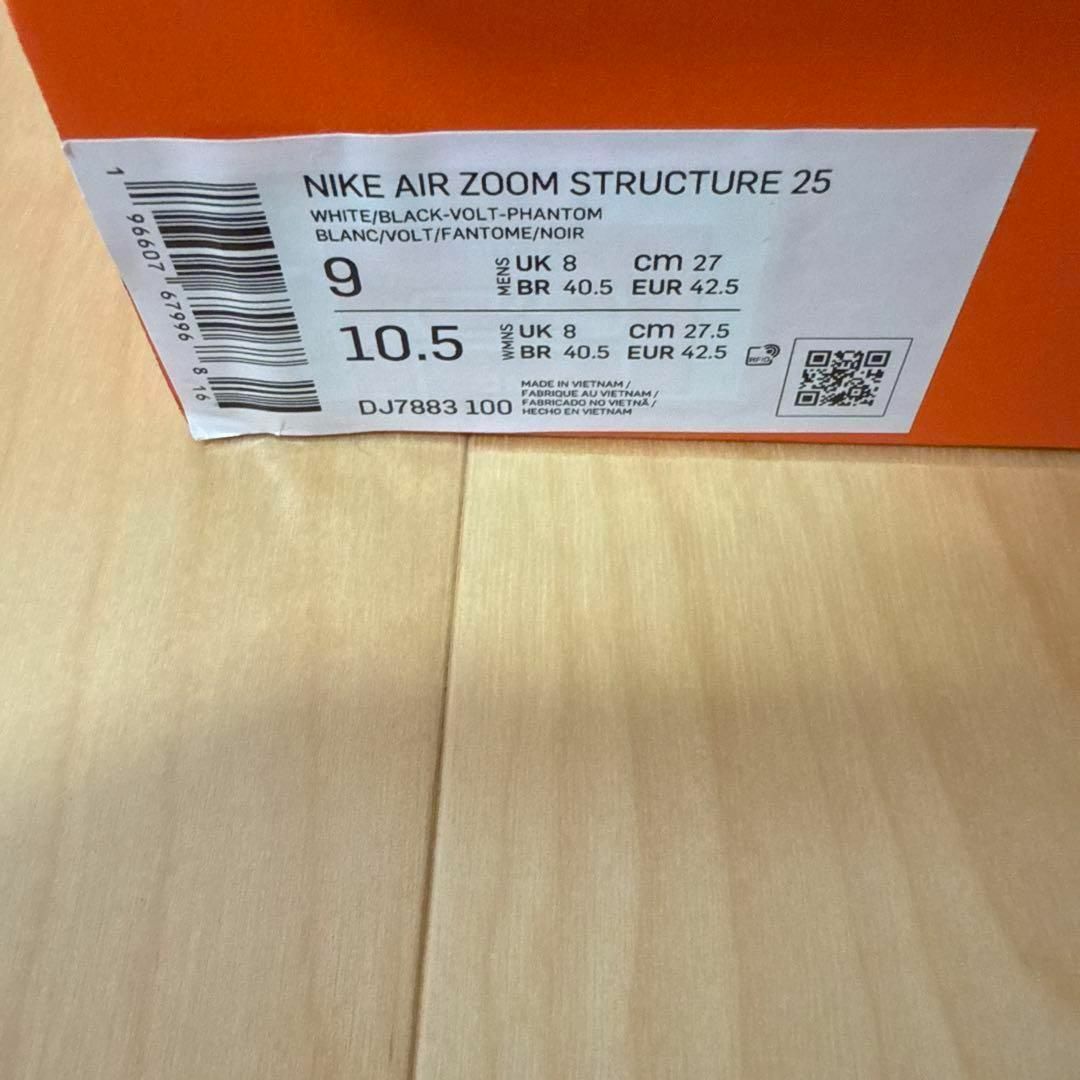 NIKE AIR ZOOM STRUCTURE 25
WHITE/BLACK-VOLT-PHANTOM
BLANC/VOLT/FANTOME/NOIR
9 MENS UK 8 cm 27
BR 40.5 EUR 42.5
10.5 WMNS UK 8 cm 27.5
BR 40.5 EUR 42.5
RFID
DJ7883 100
MADE IN VIETNAM /
FABRIQUE AU VIETNAM /
FABRICADO NO VIETNÃ /
HECHO EN VIETNAM
1 96607 67996 8 16